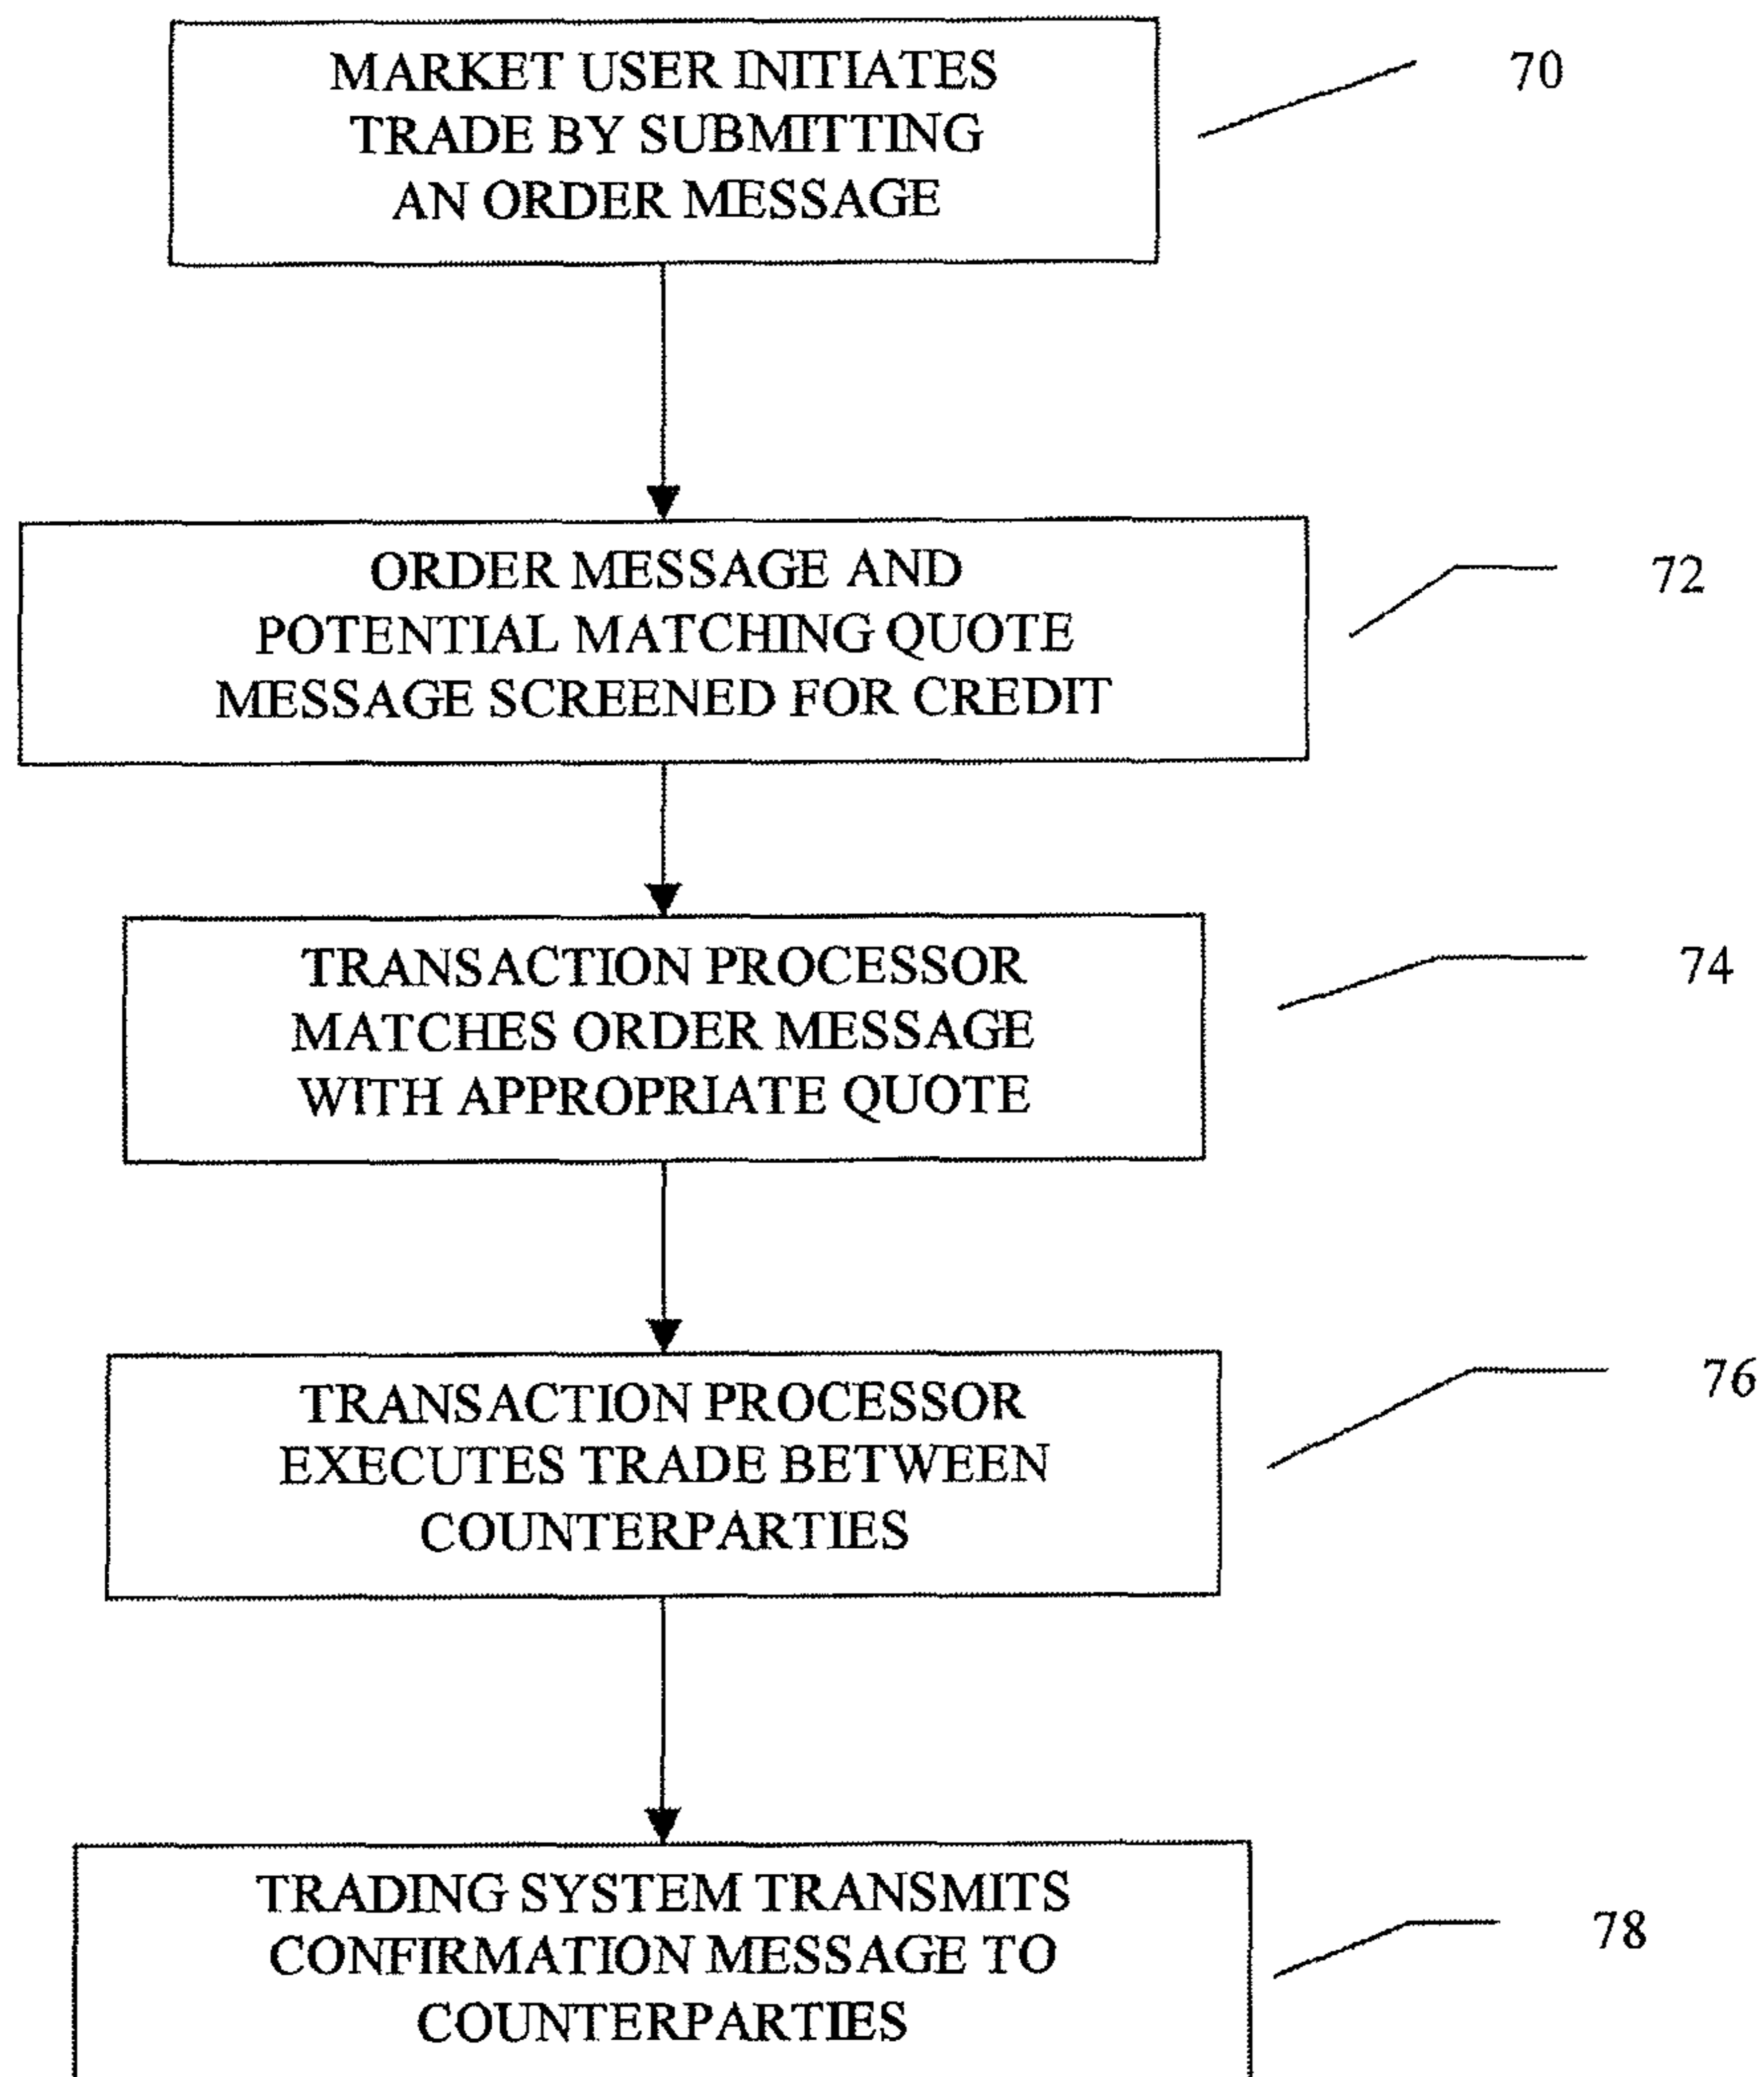 MARKET USER INITIATES
TRADE BY SUBMITTING
AN ORDER MESSAGE
70
ORDER MESSAGE AND
POTENTIAL MATCHING QUOTE
MESSAGE SCREENED FOR CREDIT
72
TRANSACTION PROCESSOR
MATCHES ORDER MESSAGE
WITH APPROPRIATE QUOTE
74
TRANSACTION PROCESSOR
EXECUTES TRADE BETWEEN
COUNTERPARTIES
76
TRADING SYSTEM TRANSMITS
CONFIRMATION MESSAGE TO
COUNTERPARTIES
78